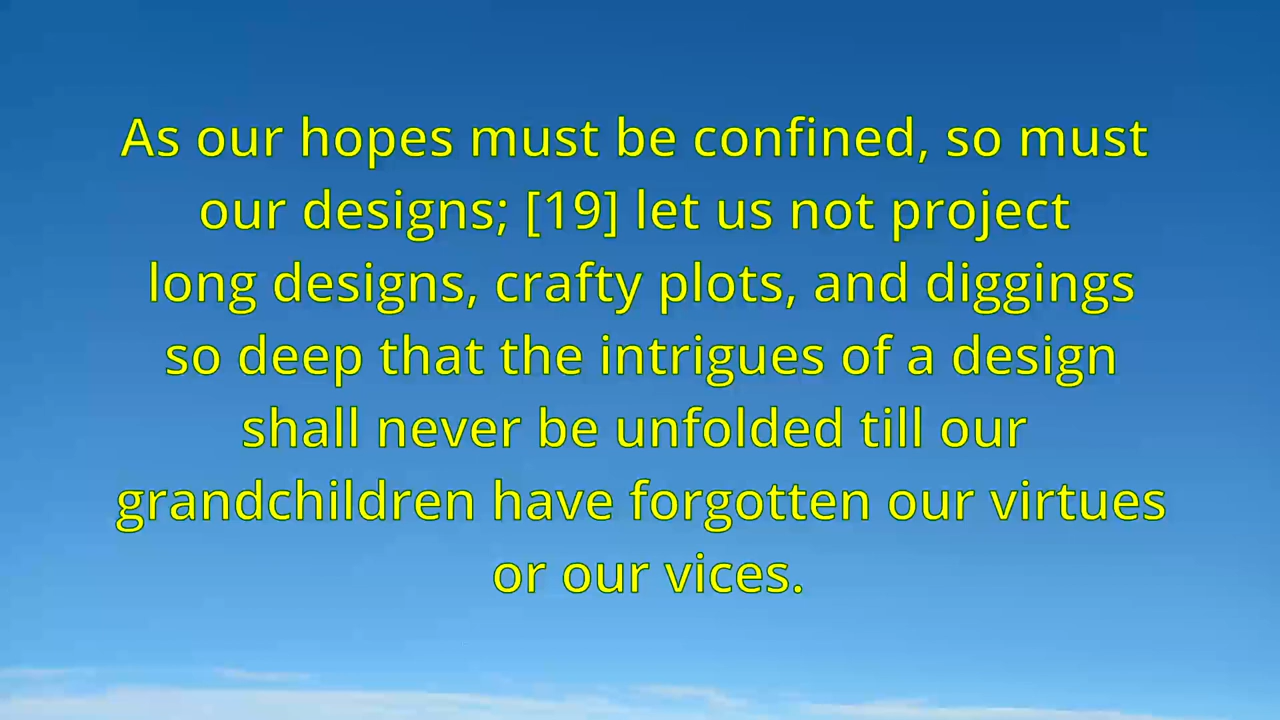 As our hopes must be confined, so must
our designs; [19] let us not project
long designs, crafty plots, and diggings
so deep that the intrigues of a design
shall never be unfolded till our
grandchildren have forgotten our virtues
or our vices.